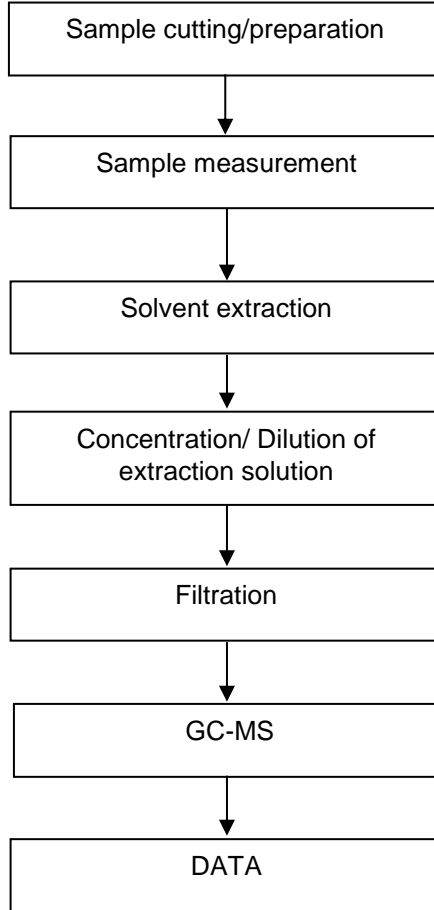 Sample cutting/preparation
Sample measurement
Solvent extraction
Concentration/ Dilution of
extraction solution
Filtration
GC-MS
DATA